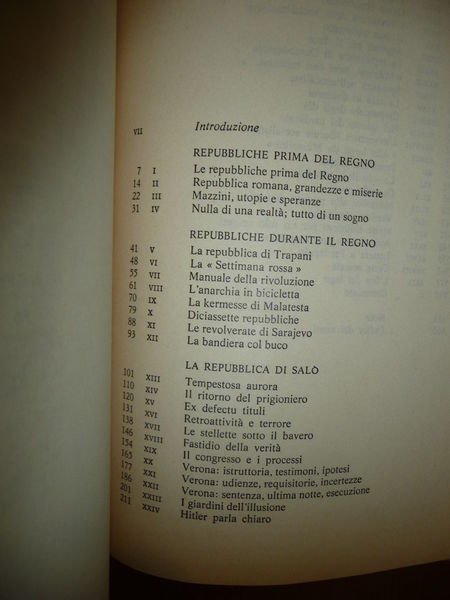 VII Introduzione
REPUBBLICHE PRIMA DEL REGNO
7 I Le repubbliche prima del Regno
14 II Repubblica romana, grandezze e miserie
22 III Mazzini, utopie e speranze
31 IV Nulla di una realtà; tutto di un sogno
REPUBBLICHE DURANTE IL REGNO
41 V La repubblica di Trapani
48 VI La « Settimana rossa »
55 VII Manuale della rivoluzione
61 VIII L'anarchia in bicicletta
70 IX La kermesse di Malatesta
79 X Diciassette repubbliche
88 XI Le revolverate di Sarajevo
93 XII La bandiera col buco
LA REPUBBLICA DI SALÒ
101 XIII Tempestosa aurora
110 XIV Il ritorno del prigioniero
120 XV Ex defectu tituli
131 XVI Retroattività e terrore
138 XVII Le stellette sotto il bavero
146 XVIII Fastidio della verità
154 XIX Il congresso e i processi
165 XX Verona: istruttoria, testimoni, ipotesi
177 XXI Verona: udienze, requisitorie, incertezze
186 XXII Verona: sentenza, ultima notte, esecuzione
201 XXIII I giardini dell'illusione
211 XXIV Hitler parla chiaro